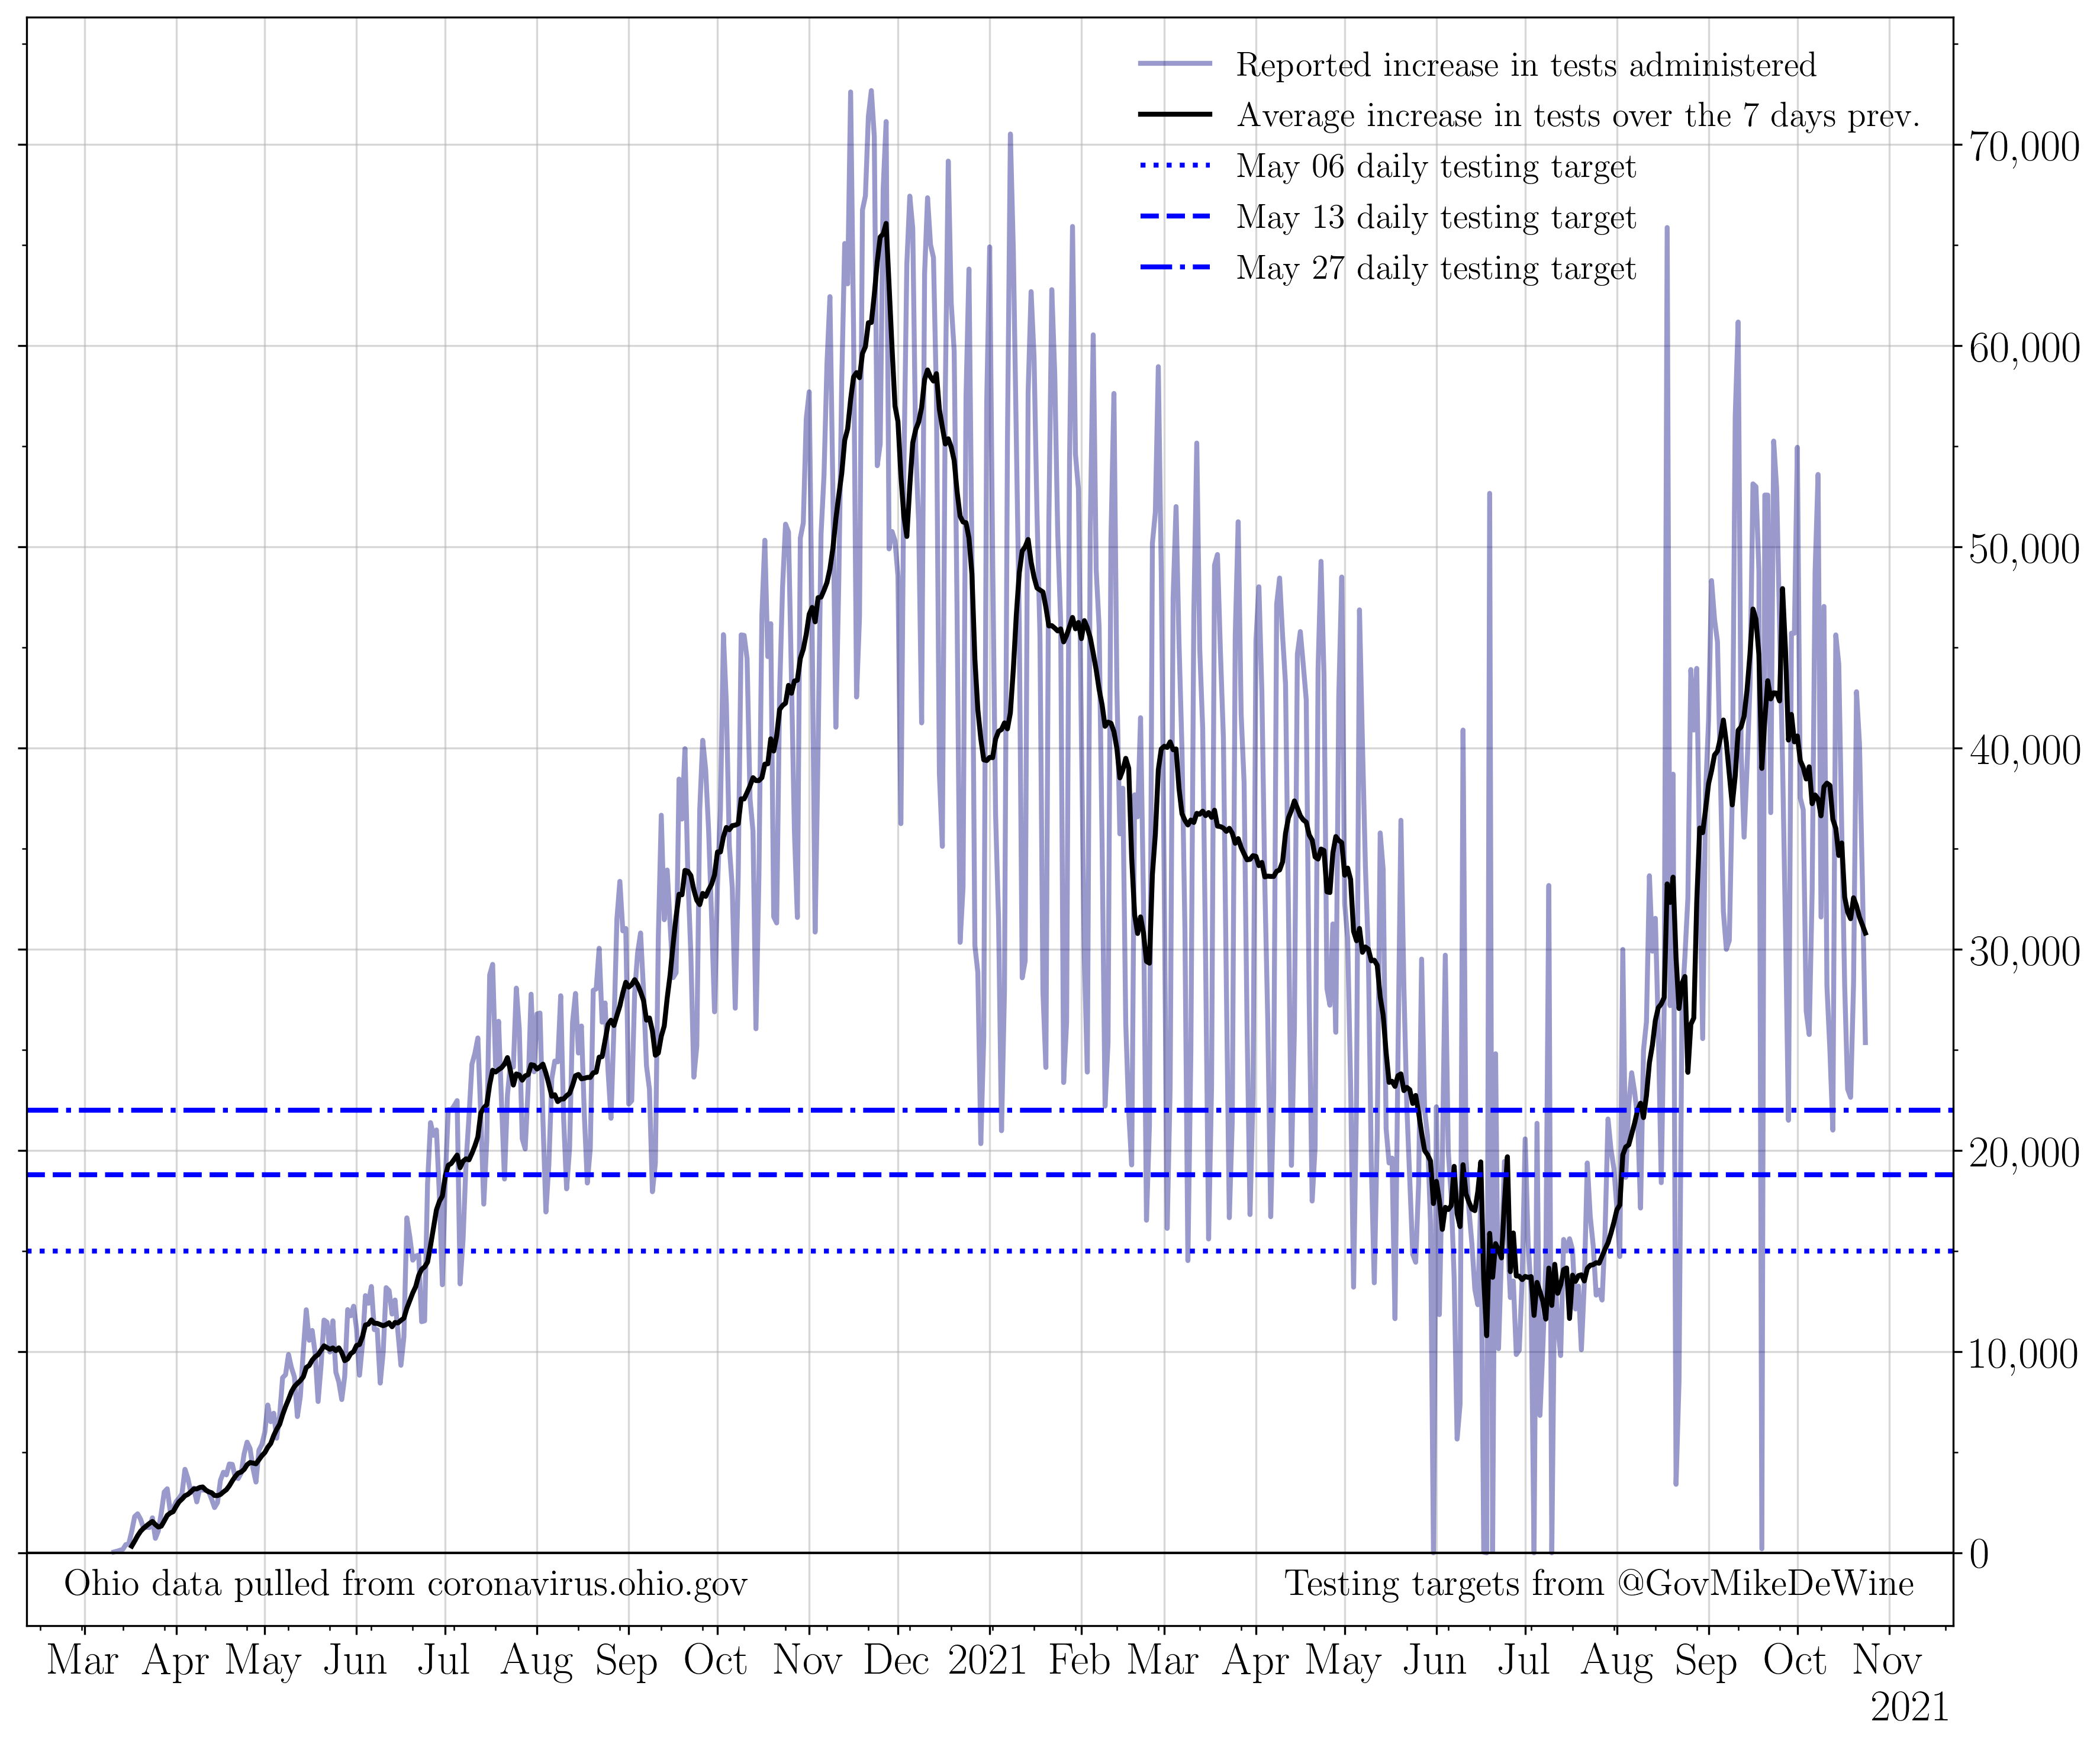 Reported increase in tests administered
Average increase in tests over the 7 days prev.
May 06 daily testing target
May 13 daily testing target
May 27 daily testing target
70,000
60,000
50,000
40,000
30,000
20,000
10,000
0
Ohio data pulled from coronavirus.ohio.gov Testing targets from @GovMikeDeWine
Mar Apr May Jun Jul Aug Sep Oct Nov Dec 2021 Feb Mar Apr May Jun Jul Aug Sep Oct Nov
2021